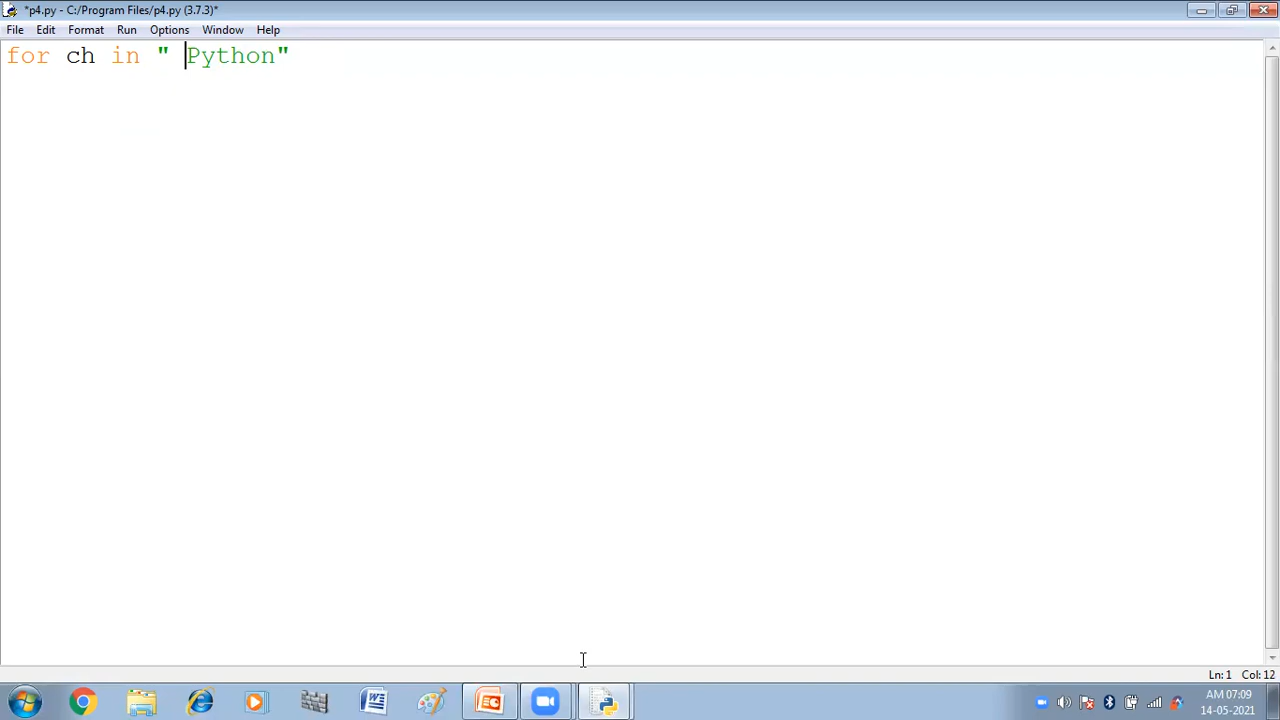 *p4.py - C:/Program Files/p4.py (3.7.3)*
File Edit Format Run Options Window Help
for ch in " Python"
Ln: 1 Col: 12
AM 07:09
14-05-2021